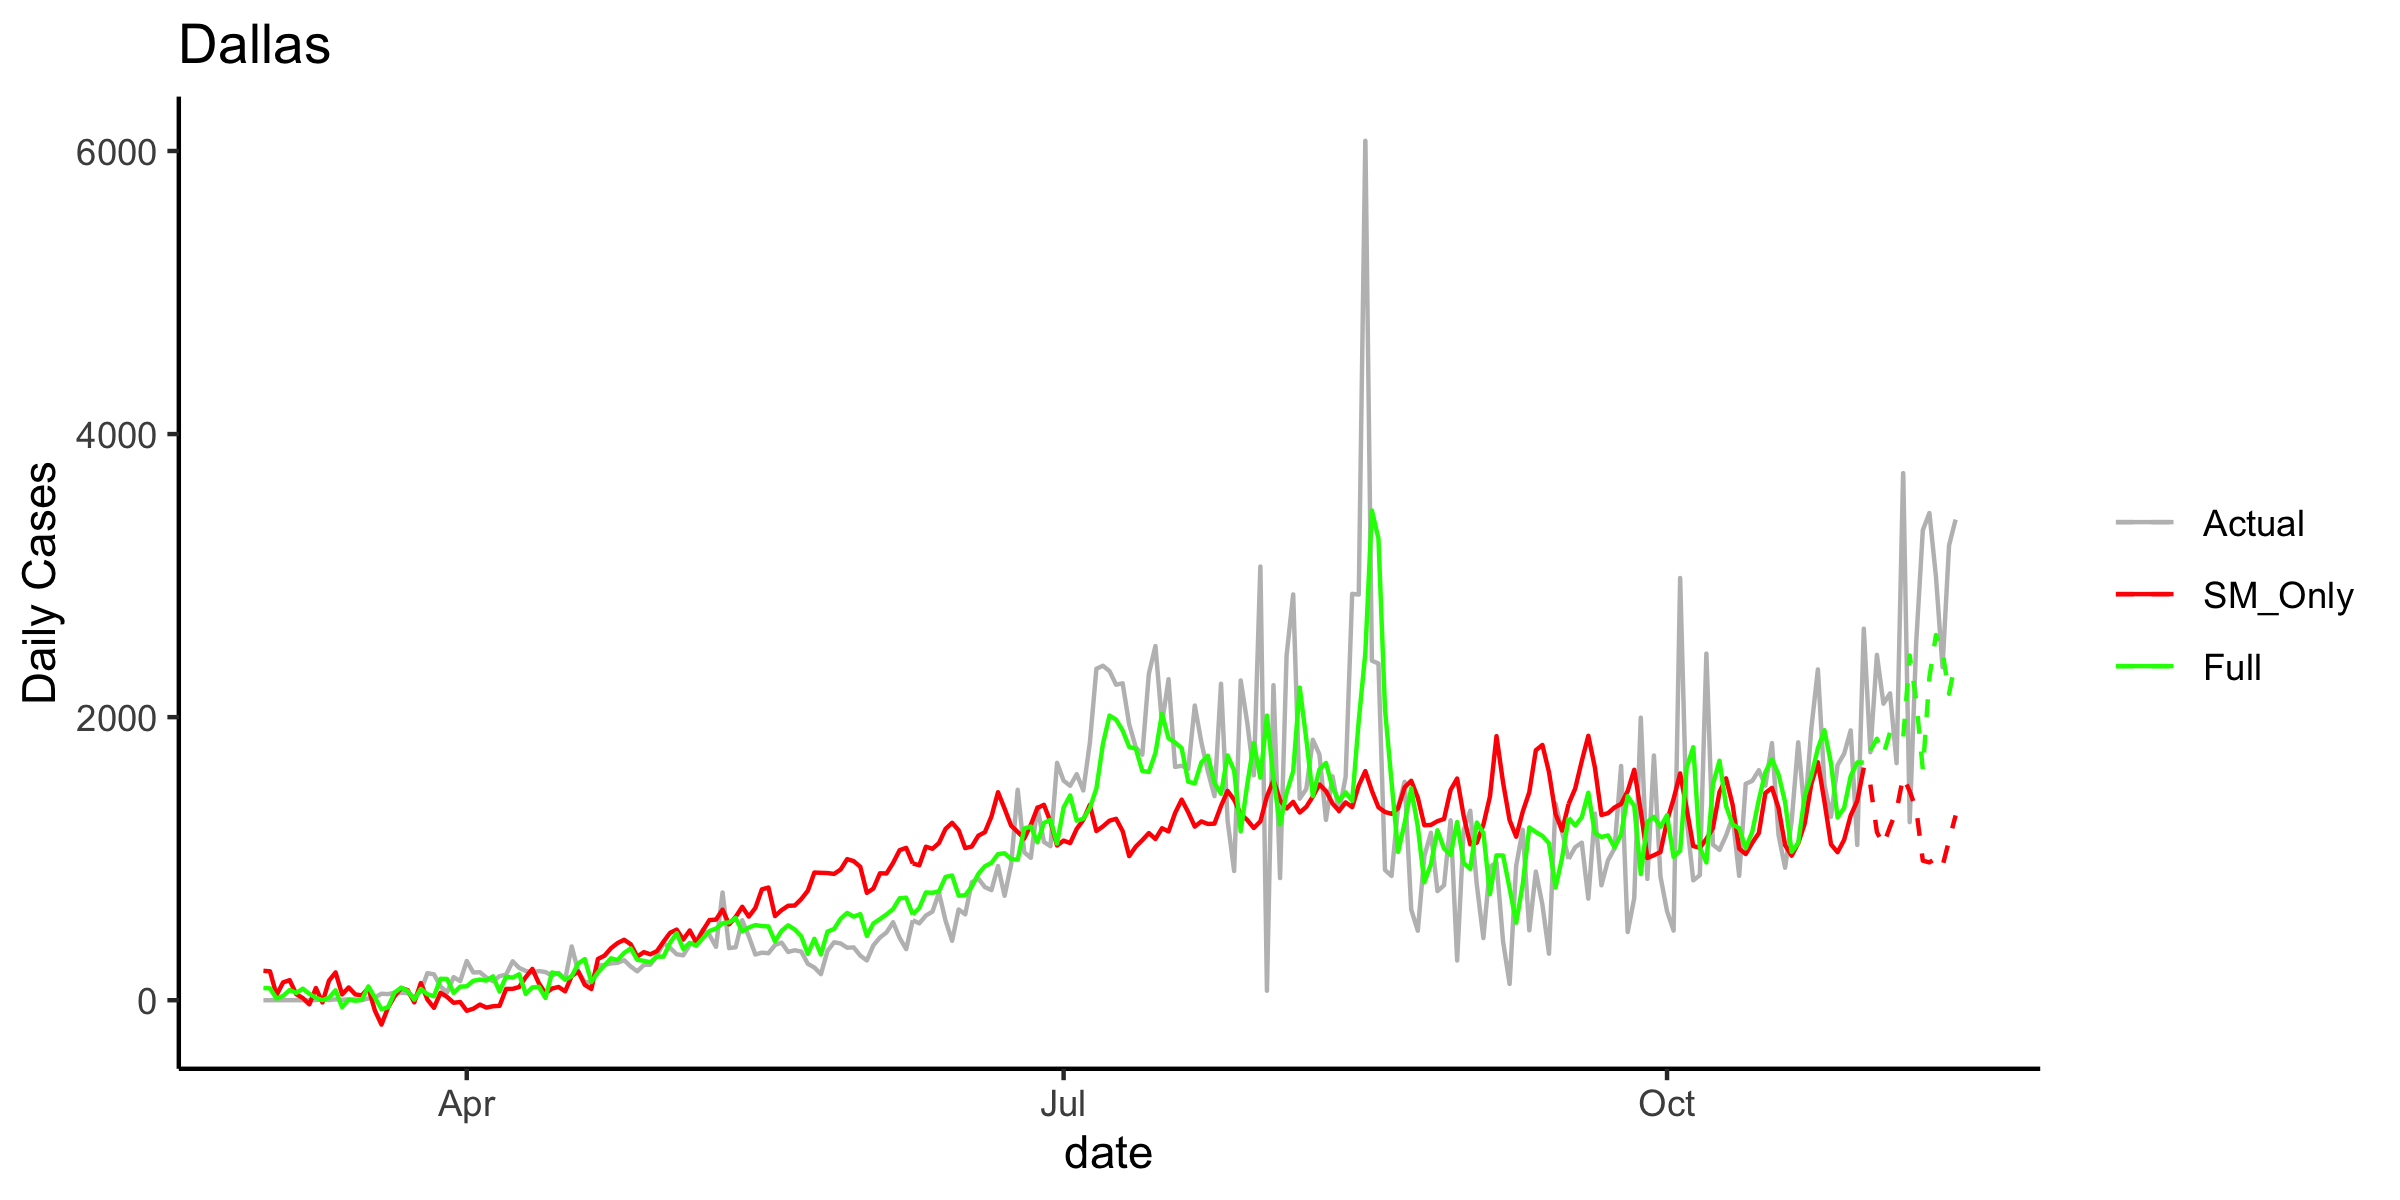 Dallas
Daily Cases
6000
4000
2000
0
Apr
Jul
Oct
date
Actual
SM_Only
Full